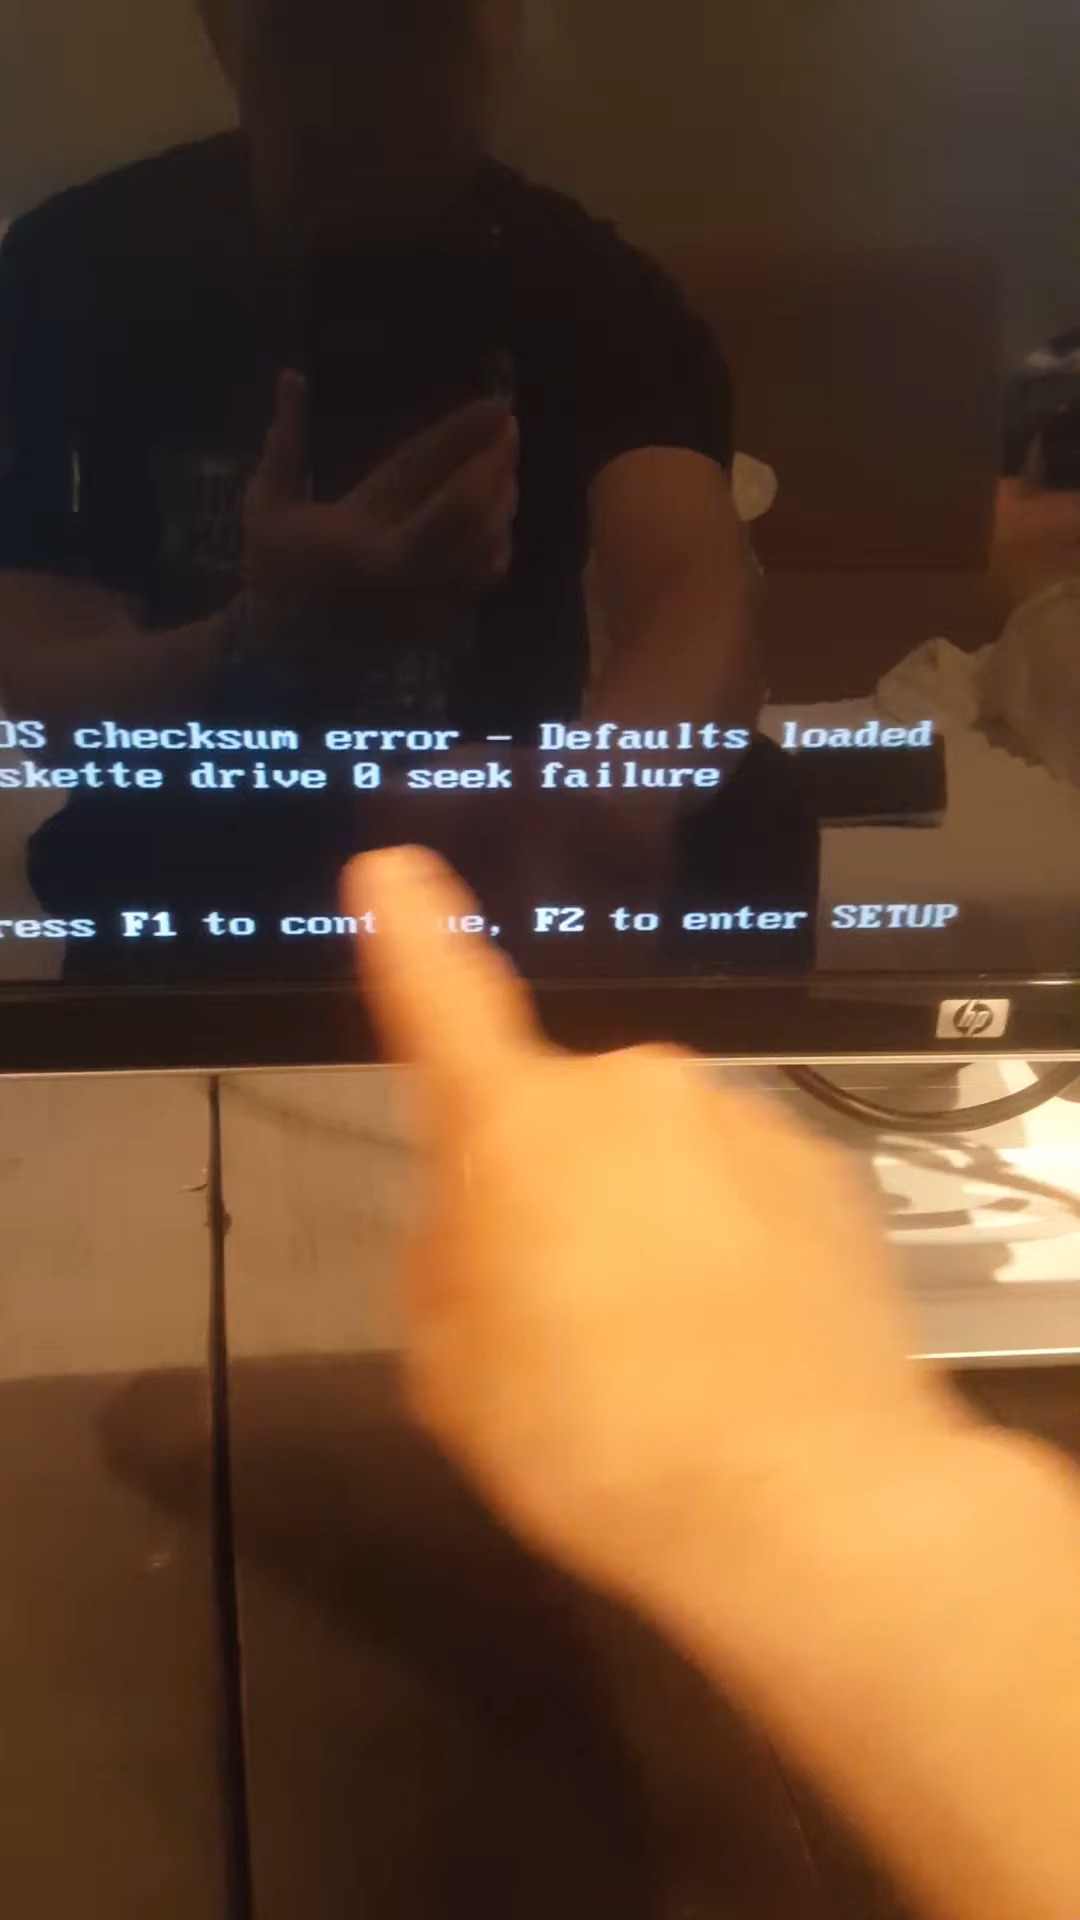 OS checksum error - Defaults loaded
skette drive 0 seek failure
ress F1 to cont ue, F2 to enter SETUP
hp